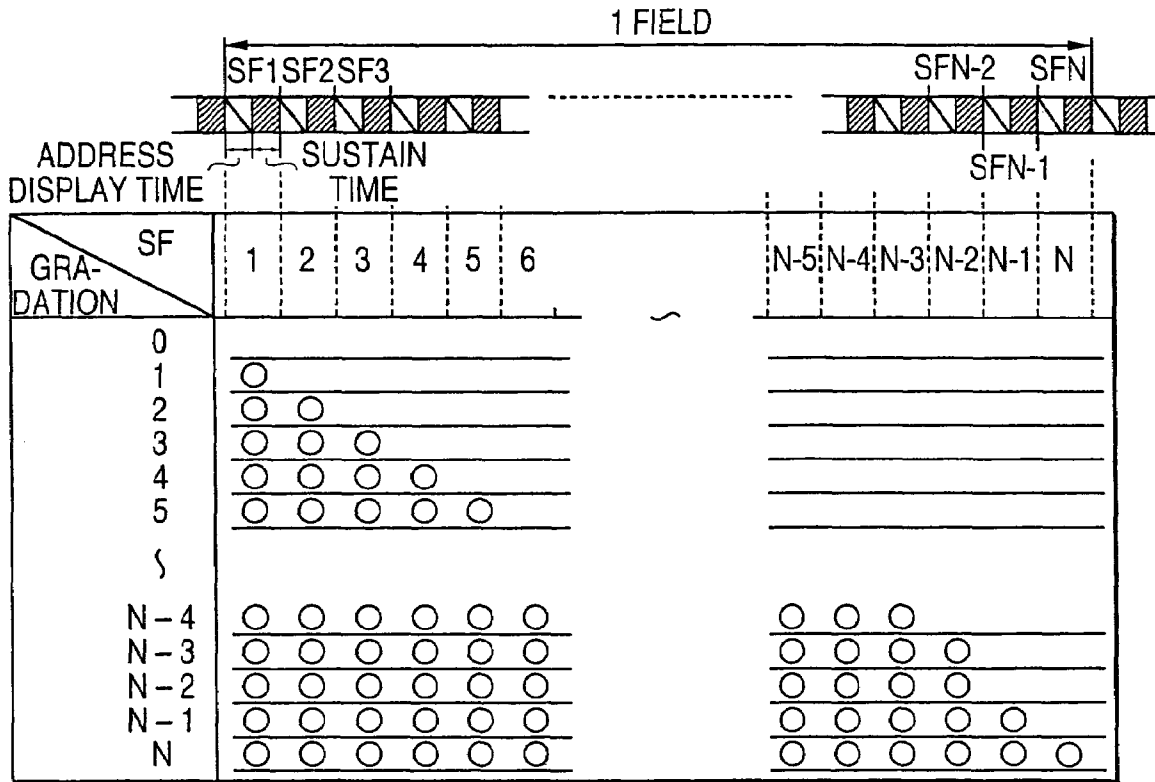 1 FIELD
SF1 SF2 SF3 SFN-2 SFN
SFN-1
ADDRESS DISPLAY TIME
SUSTAIN TIME
SF
GRA-
DATION
1 2 3 4 5 6 ~ N-5 N-4 N-3 N-2 N-1 N
0
1 ○
2 ○ ○
3 ○ ○ ○
4 ○ ○ ○ ○
5 ○ ○ ○ ○ ○
~
N-4 ○ ○ ○ ○ ○ ○ ○ ○ ○
N-3 ○ ○ ○ ○ ○ ○ ○ ○ ○ ○
N-2 ○ ○ ○ ○ ○ ○ ○ ○ ○ ○
N-1 ○ ○ ○ ○ ○ ○ ○ ○ ○ ○ ○
N ○ ○ ○ ○ ○ ○ ○ ○ ○ ○ ○ ○